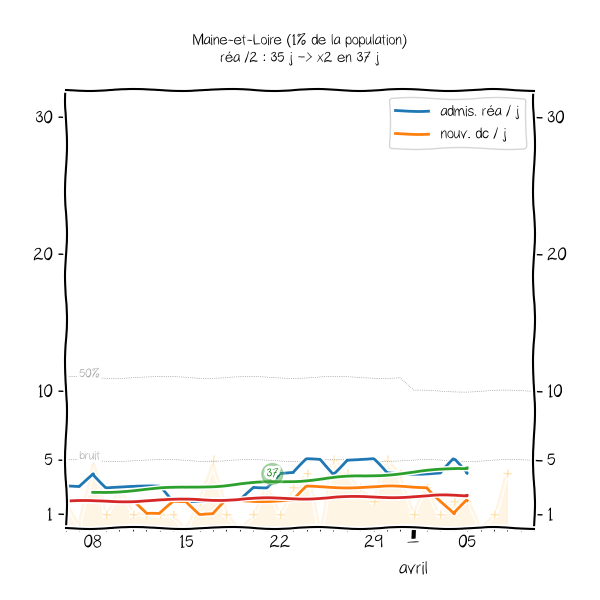 Maine-et-Loire (1% de la population)
réa /2 : 35 j -> x2 en 37 j
admis. réa / j
nouv. dc / j
30 30
20 20
50%
10 10
bruit
5 5
37
1 1
08 15 22 29 1 05
avril